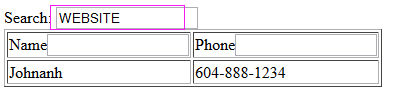 Search: WEBSITE
Name Phone
Johnanh 604-888-1234